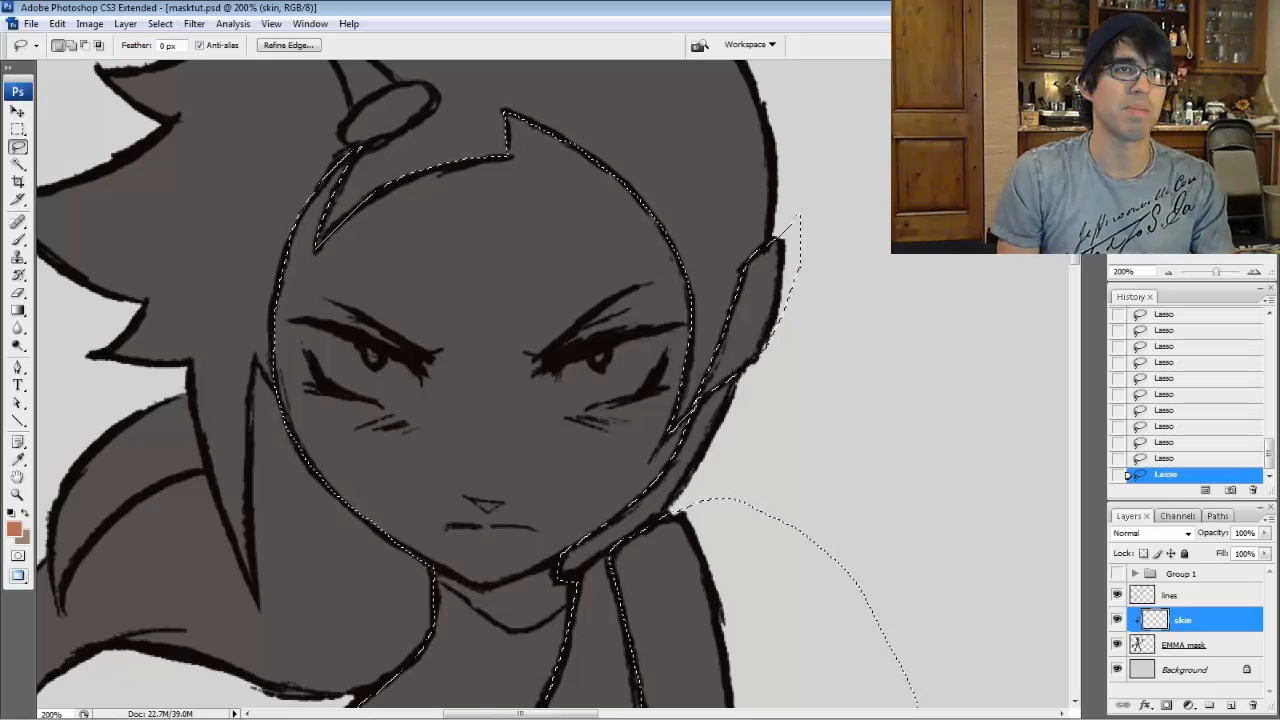 Adobe Photoshop CS3 Extended - [masktut.psd @ 200% (skin, RGB/8)]
File Edit Image Layer Select Analysis View Window Help
Filter
Feather: 0 px Anti-alias Refine Edge... Workspace
Ps
200%
History
Lasso
Lasso
Lasso
Lasso
Lasso
Lasso
Lasso
Lasso
Lasso
Lasso
Lasso
Layers Channels Paths
Normal Opacity: 100%
Lock: Fill: 100%
Group 1
lines
skin
EMMA mask
Background
200% Doc: 22.7M/39.0M